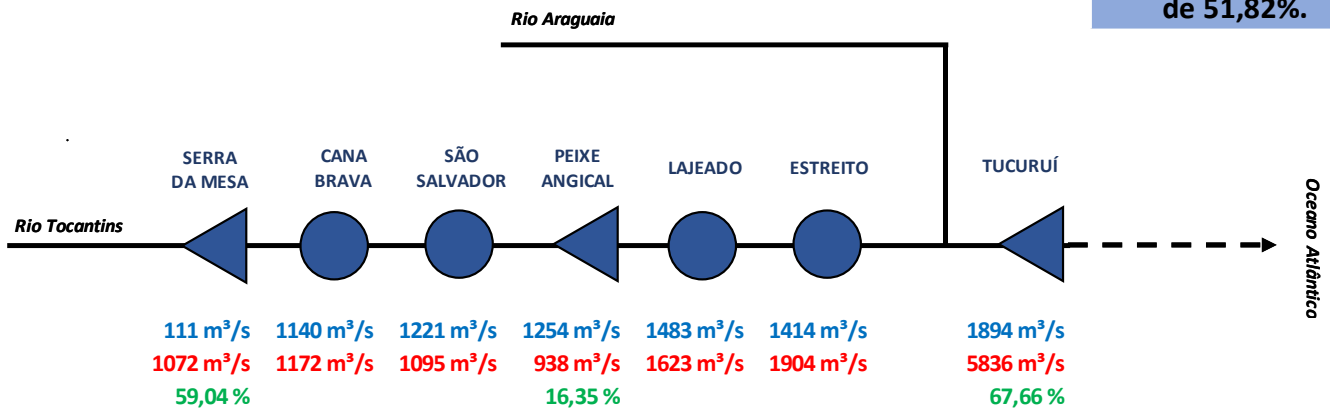 de 51,82%.
Rio Araguaia
SERRA
DA MESA
CANA
BRAVA
SÃO
SALVADOR
PEIXE
ANGICAL
LAJEADO
ESTREITO
TUCURUÍ
Rio Tocantins
Oceano Atlântico
111 m³/s 1140 m³/s 1221 m³/s 1254 m³/s 1483 m³/s 1414 m³/s 1894 m³/s
1072 m³/s 1172 m³/s 1095 m³/s 938 m³/s 1623 m³/s 1904 m³/s 5836 m³/s
59,04 % 16,35 % 67,66 %